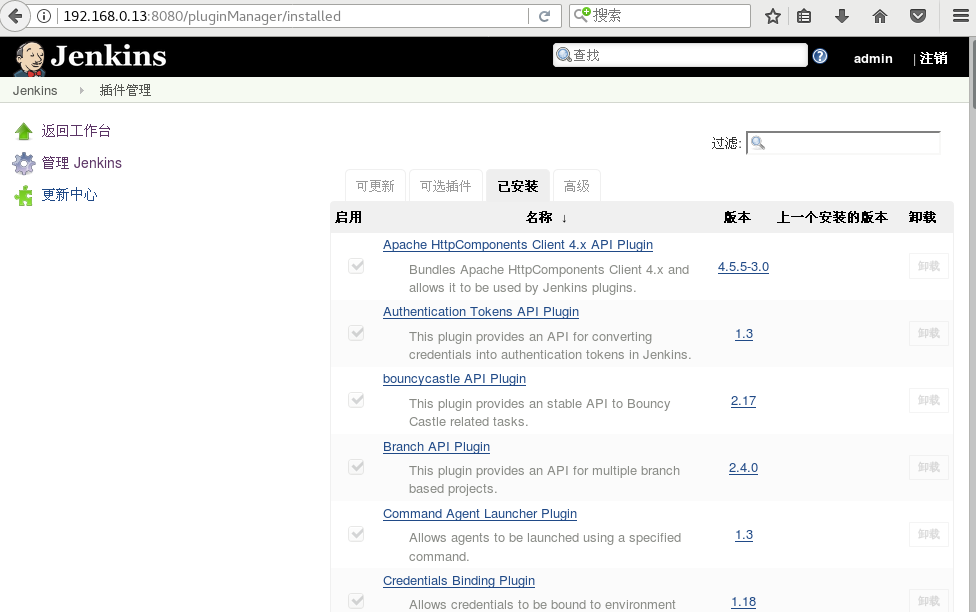 192.168.0.13:8080/pluginManager/installed
搜索
Jenkins
查找
admin
| 注销
Jenkins
插件管理
返回工作台
管理 Jenkins
更新中心
过滤:
可更新
可选插件
已安装
高级
启用 名称 ↓ 版本 上一个安装的版本 卸载
Apache HttpComponents Client 4.x API Plugin
Bundles Apache HttpComponents Client 4.x and
allows it to be used by Jenkins plugins.
4.5.5-3.0
卸载
Authentication Tokens API Plugin
This plugin provides an API for converting
credentials into authentication tokens in Jenkins.
1.3
卸载
bouncycastle API Plugin
This plugin provides an stable API to Bouncy
Castle related tasks.
2.17
卸载
Branch API Plugin
This plugin provides an API for multiple branch
based projects.
2.4.0
卸载
Command Agent Launcher Plugin
Allows agents to be launched using a specified
command.
1.3
卸载
Credentials Binding Plugin
Allows credentials to be bound to environment
1.18
卸载